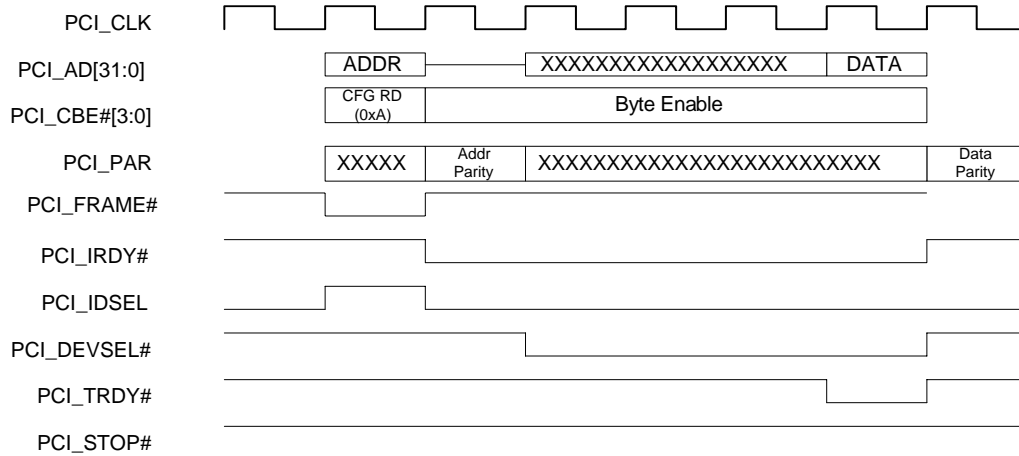 PCI_CLK
PCI_AD[31:0] ADDR XXXXXXXXXXXXXXXXXX DATA
PCI_CBE#[3:0] CFG RD (0xA) Byte Enable
PCI_PAR XXXXX Addr Parity XXXXXXXXXXXXXXXXXXXXXXXXX Data Parity
PCI_FRAME#
PCI_IRDY#
PCI_IDSEL
PCI_DEVSEL#
PCI_TRDY#
PCI_STOP#